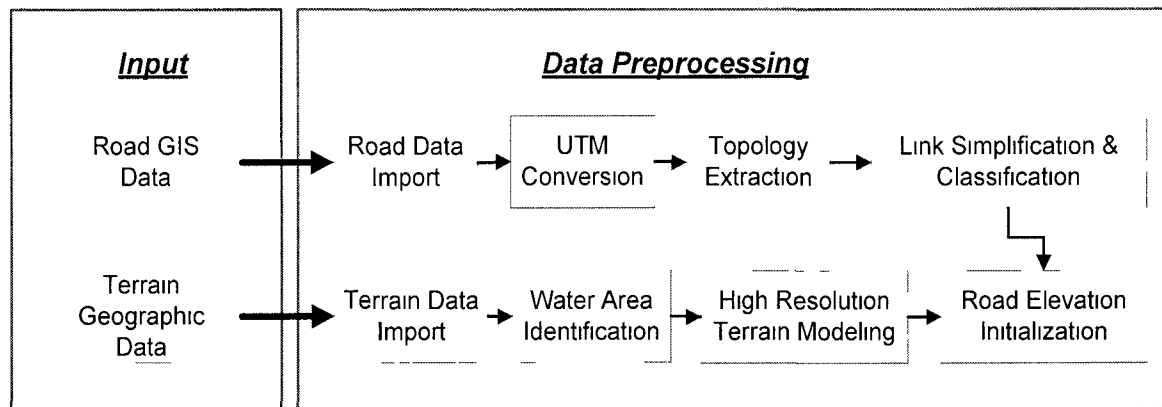 Input
Data Preprocessing
Road GIS
Data
Road Data
Import
UTM
Conversion
Topology
Extraction
Link Simplification &
Classification
Terrain
Geographic
Data
Terrain Data
Import
Water Area
Identification
High Resolution
Terrain Modeling
Road Elevation
Initialization